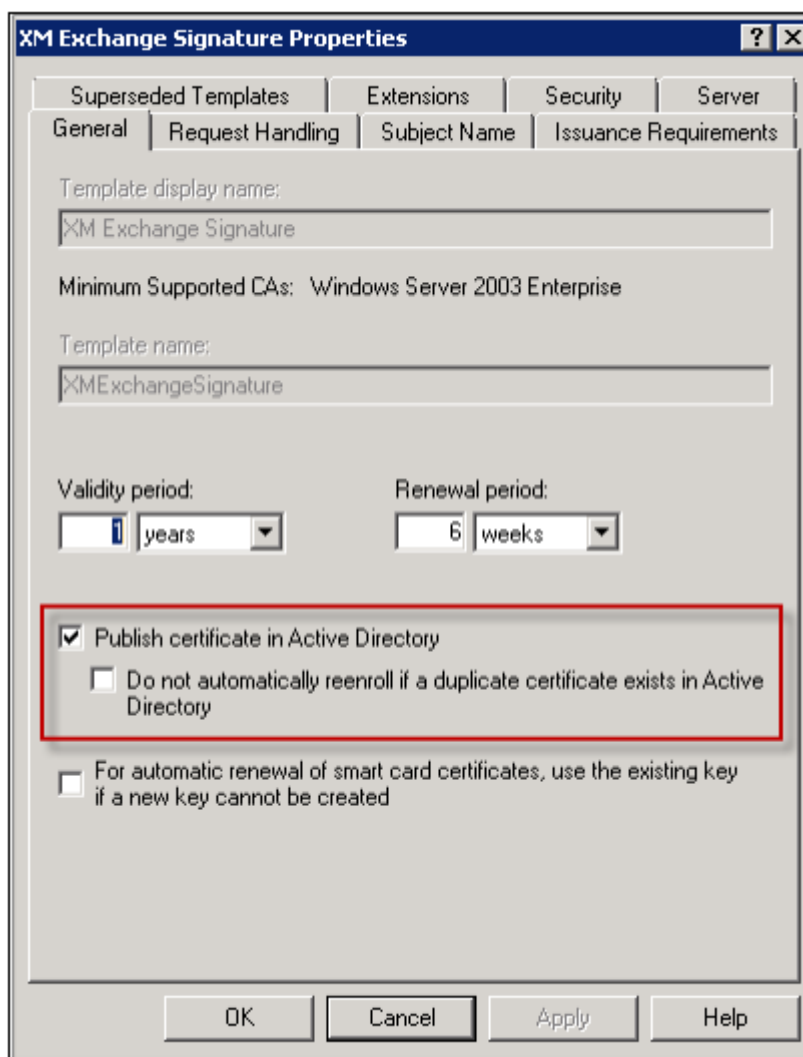 XM Exchange Signature Properties
Superseded Templates Extensions Security Server
General Request Handling Subject Name Issuance Requirements
Template display name:
XM Exchange Signature
Minimum Supported CAs: Windows Server 2003 Enterprise
Template name:
XMExchangeSignature
Validity period: Renewal period:
1 years 6 weeks
Publish certificate in Active Directory
Do not automatically reenroll if a duplicate certificate exists in Active
Directory
For automatic renewal of smart card certificates, use the existing key
if a new key cannot be created
OK Cancel Apply Help